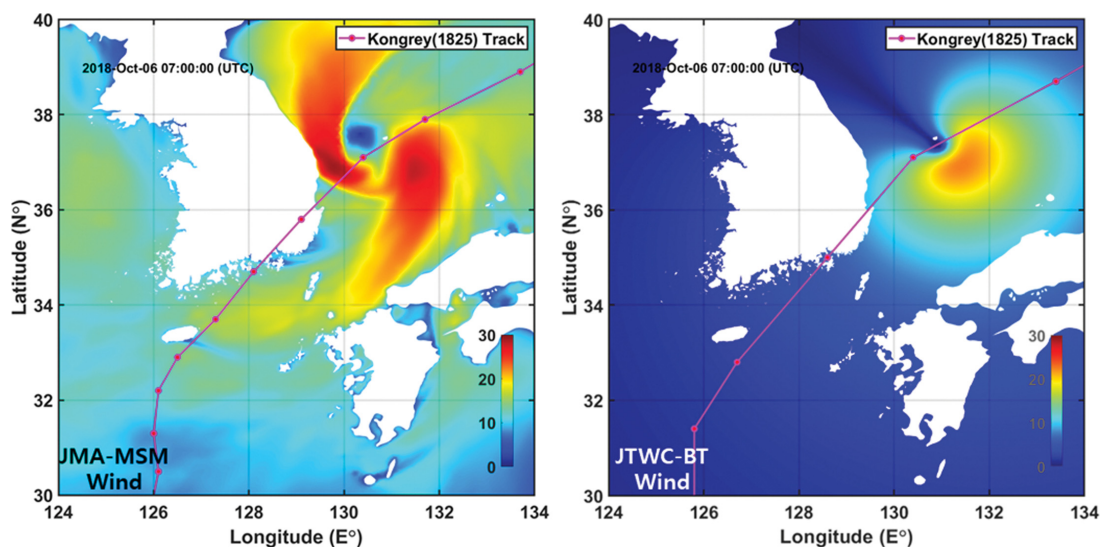 Kongrey(1825) Track
2018-Oct-06 07:00:00 (UTC)
40
38
36
34
32
30
Latitude (N°)
30
20
10
0
JMA-MSM
Wind
124
126
128
130
132
134
Longitude (E°)
Kongrey(1825) Track
2018-Oct-06 07:00:00 (UTC)
40
38
36
34
32
30
Latitude (N°)
30
20
10
0
JTWC-BT
Wind
124
126
128
130
132
134
Longitude (E°)